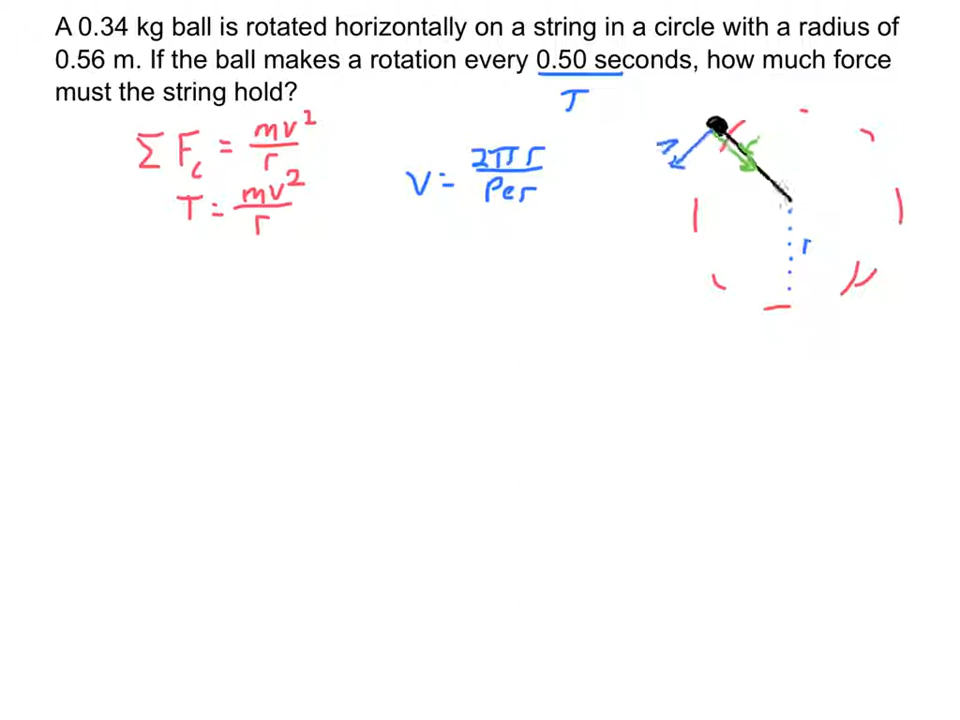 A 0.34 kg ball is rotated horizontally on a string in a circle with a radius of
0.56 m. If the ball makes a rotation every 0.50 seconds, how much force
must the string hold?
T
Σ F_c = mv²/r
V = 2πr/Per
T = mv²/r
r